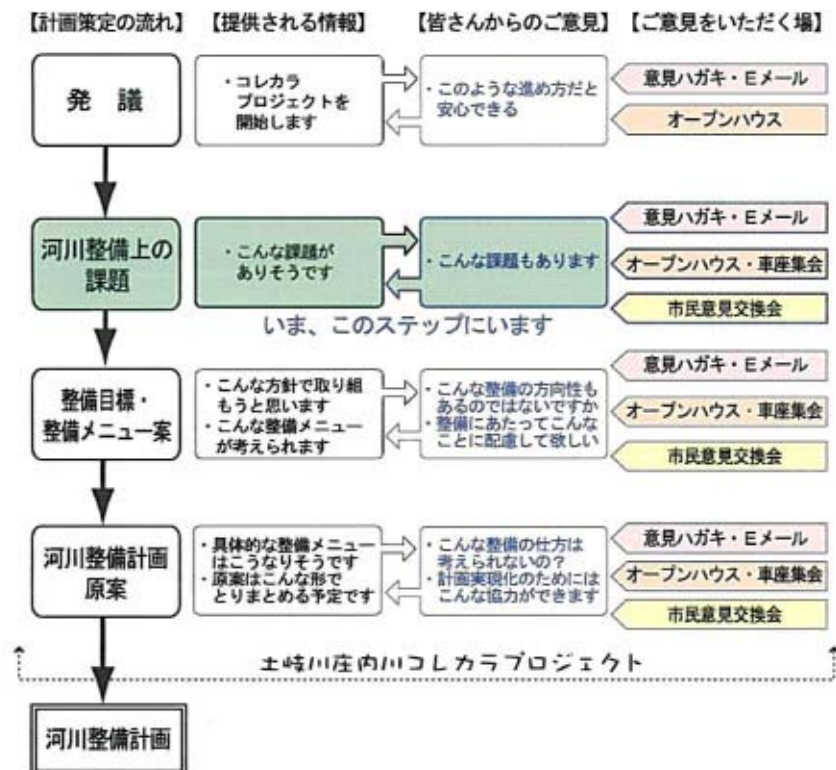 【計画策定の流れ】 【提供される情報】 【皆さんからのご意見】 【ご意見をいただく場】
発　議
・コレカラ
プロジェクトを
開始します
・このような進め方だと
安心できる
意見ハガキ・Eメール
オープンハウス
河川整備上の
課題
・こんな課題が
ありそうです
・こんな課題もあります
意見ハガキ・Eメール
オープンハウス・車座集会
市民意見交換会
いま、このステップにいます
整備目標・
整備メニュー案
・こんな方針で取り組
もうと思います
・こんな整備メニュー
が考えられます
・こんな整備の方向性も
あるのではないですか
・整備にあたってこんな
ことに配慮して欲しい
意見ハガキ・Eメール
オープンハウス・車座集会
市民意見交換会
河川整備計画
原案
・具体的な整備メニュー
はこうなりそうです
・原案はこんな形で
とりまとめる予定です
・こんな整備の仕方は
考えられないの？
・計画実現化のためには
こんな協力ができます
意見ハガキ・Eメール
オープンハウス・車座集会
市民意見交換会
土岐川庄内川コレカラプロジェクト
河川整備計画